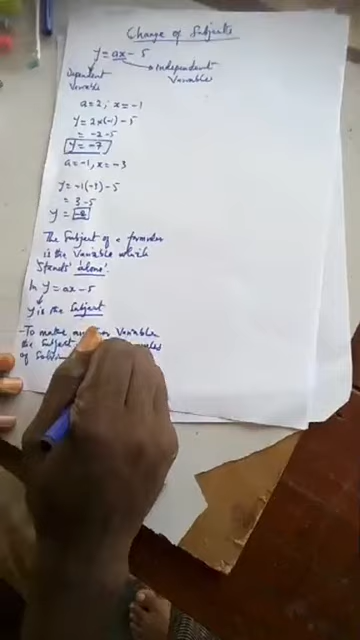 Change of Subjects
y = ax - 5
Dependent Variable
Independent Variable
a = 2, x = -1
y = 2x(-1) - 5
= -2 - 5
y = -7
a = -1, x = -3
y = -1(-3) - 5
= 3 - 5
y =
The Subject of a formular
is the Variable which
'Stands' 'alone'.
In y = ax - 5
y is the Subject
- To make Variable
the Subject
of